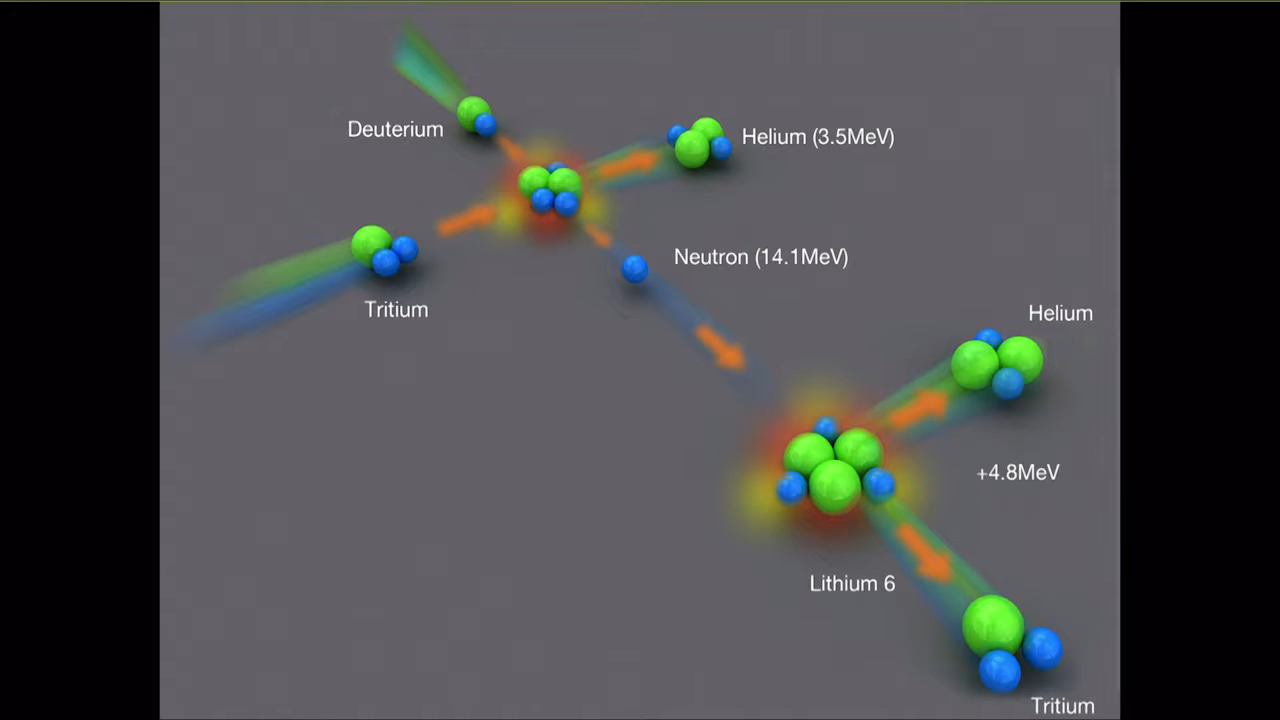 Deuterium
Helium (3.5MeV)
Neutron (14.1MeV)
Tritium
Helium
+4.8MeV
Lithium 6
Tritium